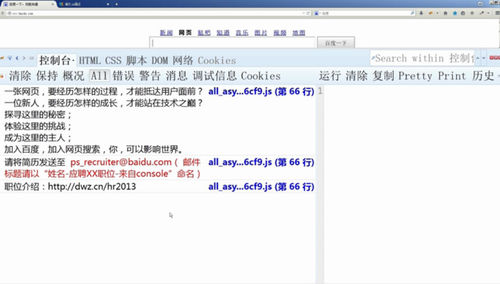 新闻 网页 贴吧 知道 音乐 图片 视频 地图
百度一下
控制台 HTML CSS 脚本 DOM 网络 Cookies
Search within 控制台
清除 保持 概况 All 错误 警告 消息 调试信息 Cookies
运行 清除 复制 Pretty Print 历史
一张网页，要经历怎样的过程，才能抵达用户面前？ all_asy...6cf9.js (第 66 行)
一位新人，要经历怎样的成长，才能站在技术之巅？
探寻这里的秘密；
体验这里的挑战；
成为这里的主人；
加入百度，加入网页搜索，你，可以影响世界。
请将简历发送至 ps_recruiter@baidu.com（ 邮件 all_asy...6cf9.js (第 66 行)
标题请以“姓名-应聘XX职位-来自console”命名）
职位介绍：http://dwz.cn/hr2013 all_asy...6cf9.js (第 66 行)
1